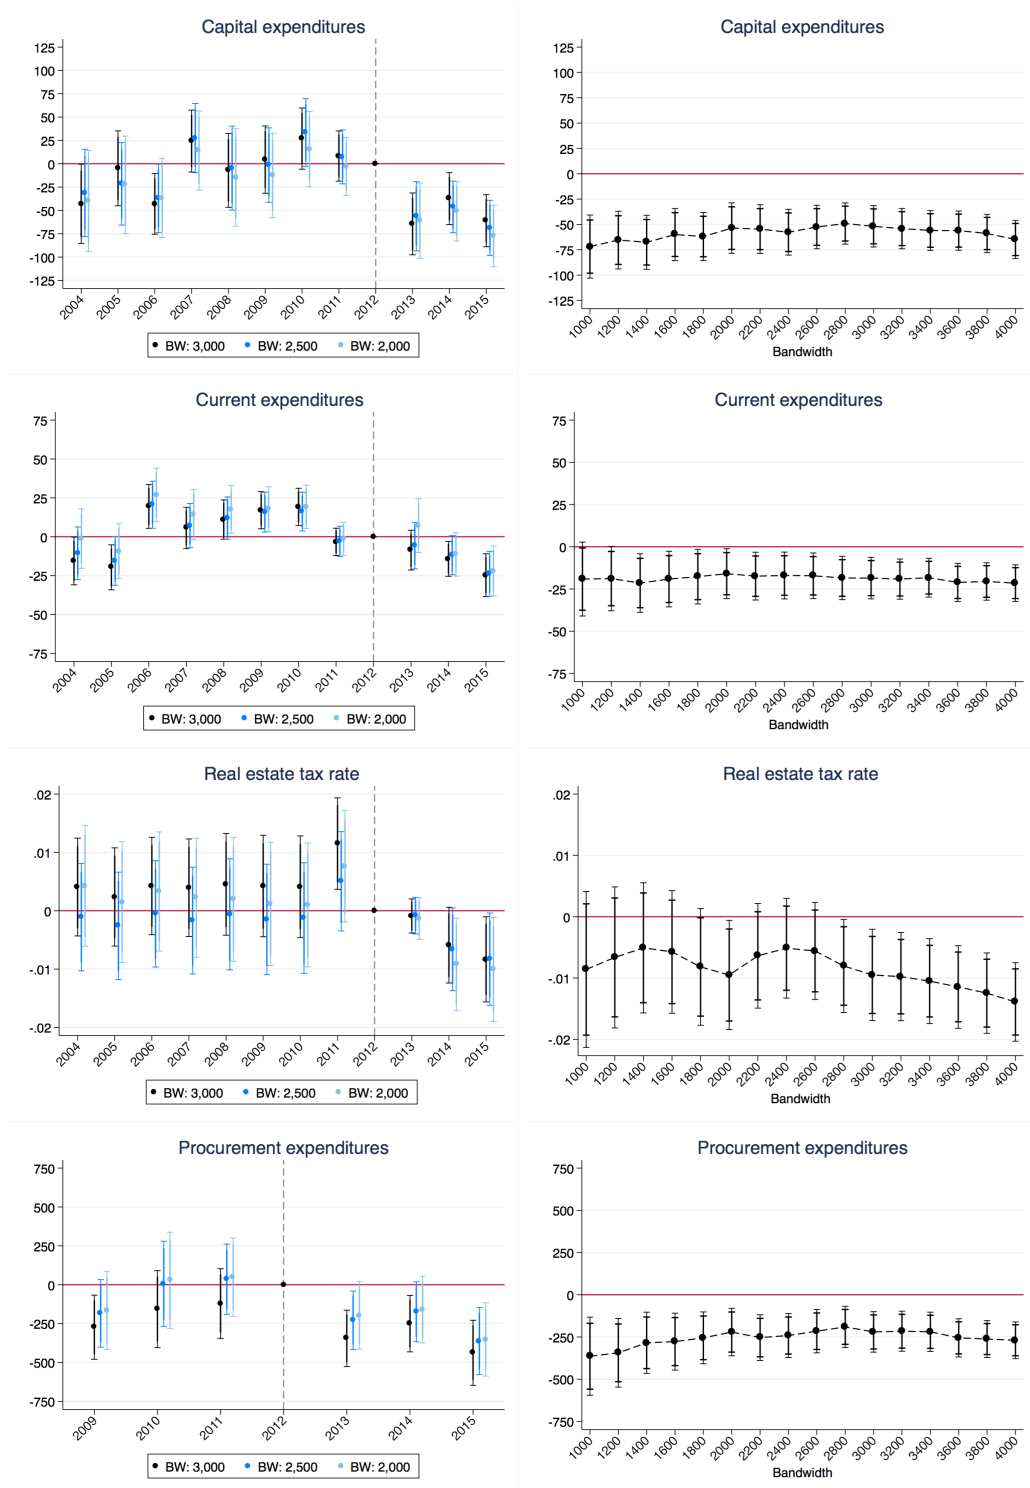 Capital expenditures
125
100
75
50
25
0
-25
-50
-75
-100
-125
2004 2005 2006 2007 2008 2009 2010 2011 2012 2013 2014 2015
BW: 3,000 BW: 2,500 BW: 2,000
Capital expenditures
125
100
75
50
25
0
-25
-50
-75
-100
-125
1000 1200 1400 1600 1800 2000 2200 2400 2600 2800 3000 3200 3400 3600 3800 4000
Bandwidth
Current expenditures
75
50
25
0
-25
-50
-75
2004 2005 2006 2007 2008 2009 2010 2011 2012 2013 2014 2015
BW: 3,000 BW: 2,500 BW: 2,000
Current expenditures
75
50
25
0
-25
-50
-75
1000 1200 1400 1600 1800 2000 2200 2400 2600 2800 3000 3200 3400 3600 3800 4000
Bandwidth
Real estate tax rate
.02
.01
0
-.01
-.02
2004 2005 2006 2007 2008 2009 2010 2011 2012 2013 2014 2015
BW: 3,000 BW: 2,500 BW: 2,000
Real estate tax rate
.02
.01
0
-.01
-.02
1000 1200 1400 1600 1800 2000 2200 2400 2600 2800 3000 3200 3400 3600 3800 4000
Bandwidth
Procurement expenditures
750
500
250
0
-250
-500
-750
2009 2010 2011 2012 2013 2014 2015
BW: 3,000 BW: 2,500 BW: 2,000
Procurement expenditures
750
500
250
0
-250
-500
-750
1000 1200 1400 1600 1800 2000 2200 2400 2600 2800 3000 3200 3400 3600 3800 4000
Bandwidth